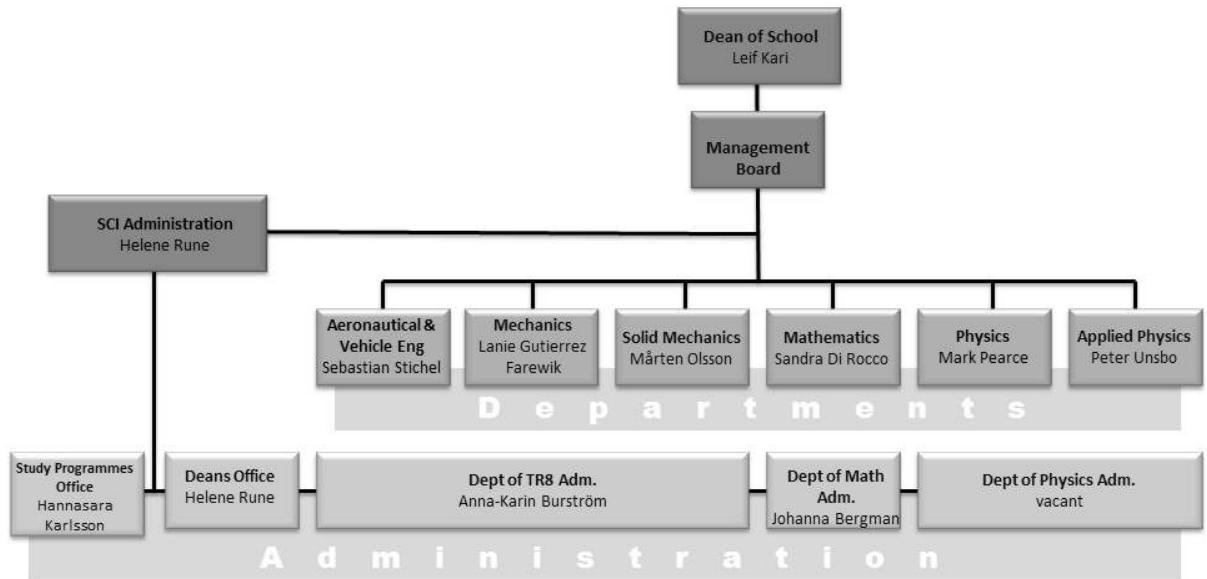 Dean of School
Leif Kari
Management
Board
SCI Administration
Helene Rune
Aeronautical &
Vehicle Eng
Sebastian Stichel
Mechanics
Lanie Gutierrez
Farewik
Solid Mechanics
Mårten Olsson
Mathematics
Sandra Di Rocco
Physics
Mark Pearce
Applied Physics
Peter Unsbo
Departments
Study Programmes
Office
Hannasara
Karlsson
Deans Office
Helene Rune
Dept of TR8 Adm.
Anna-Karin Burström
Dept of Math
Adm.
Johanna Bergman
Dept of Physics Adm.
vacant
Administration